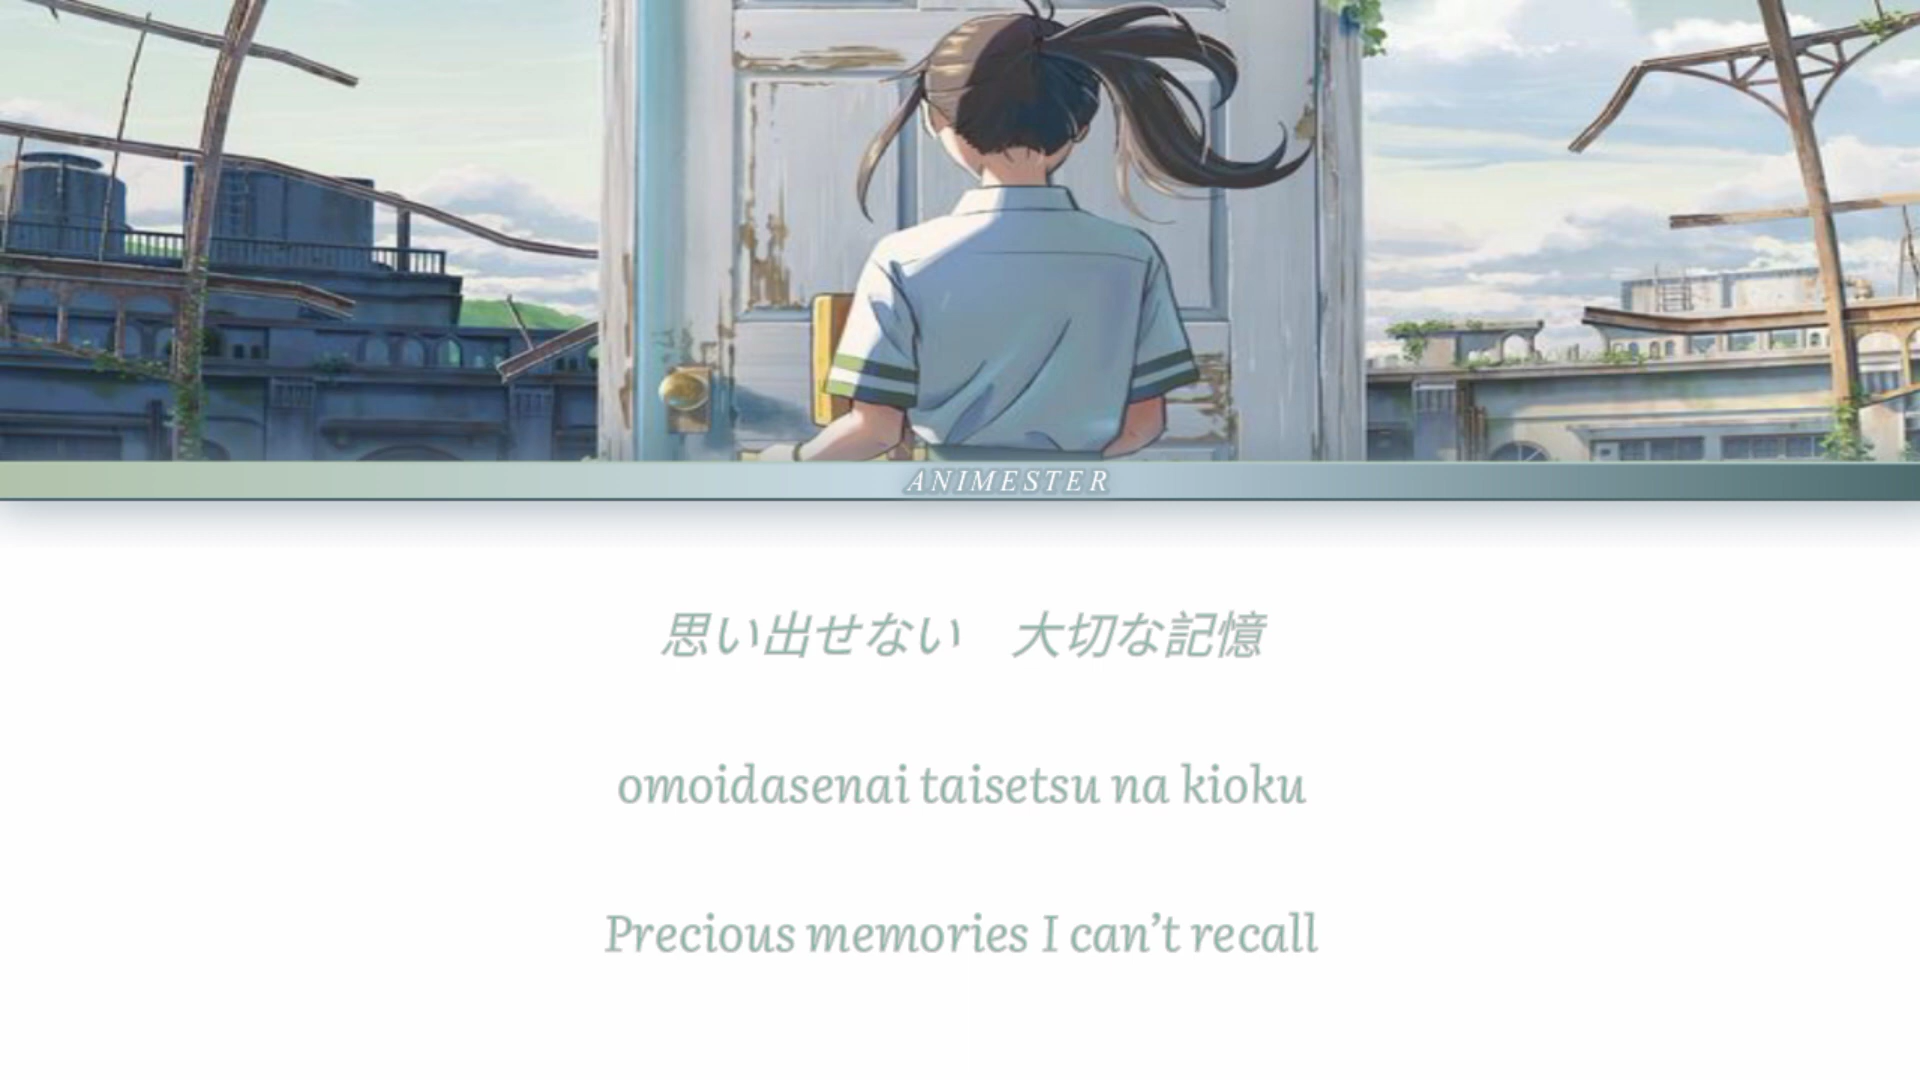 ANIMESTER
思い出せない　大切な記憶
omoidasenai taisetsu na kioku
Precious memories I can’t recall